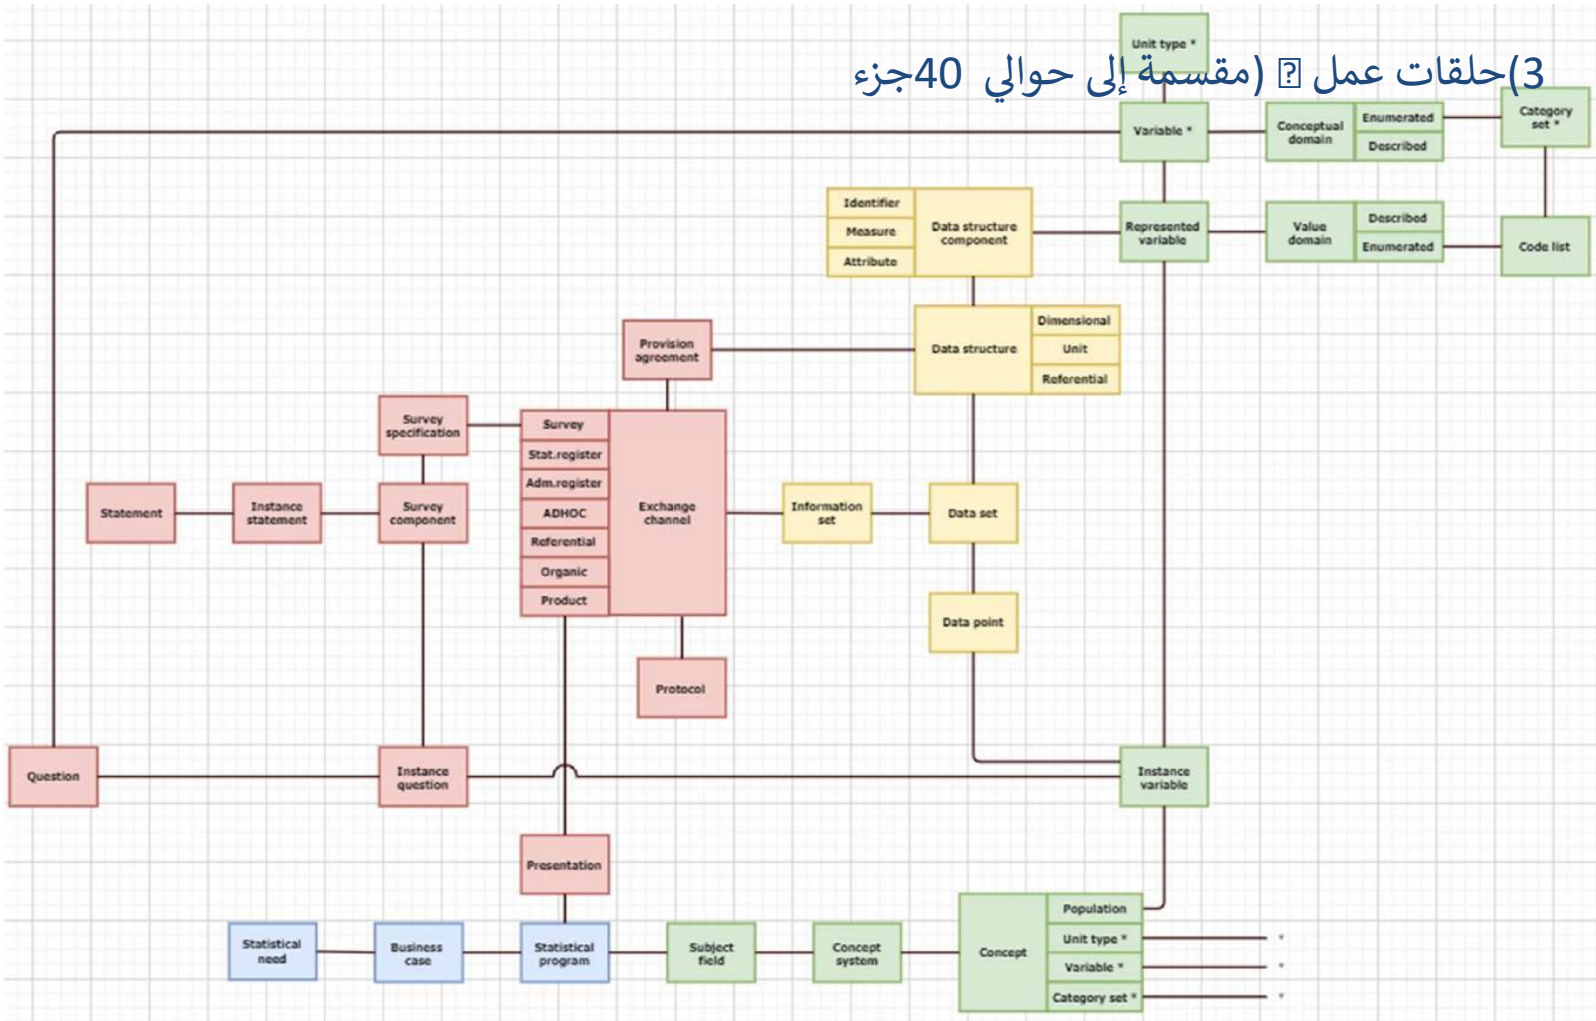 Unit type *
3)حلقات عمل (مقسمة إلى حوالي 40جزء
Variable *
Conceptual
domain
Enumerated
Described
Category
set *
Identifier
Measure
Attribute
Data structure
component
Represented
variable
Value
domain
Described
Enumerated
Code list
Provision
agreement
Data structure
Dimensional
Unit
Referential
Survey
specification
Survey
Stat.register
Adm.register
ADHOC
Referential
Organic
Product
Exchange
channel
Statement
Instance
statement
Survey
component
Information
set
Data set
Data point
Protocol
Question
Instance
question
Instance
variable
Presentation
Statistical
need
Business
case
Statistical
program
Subject
field
Concept
system
Concept
Population
Unit type *
Variable *
Category set *
*
*
*